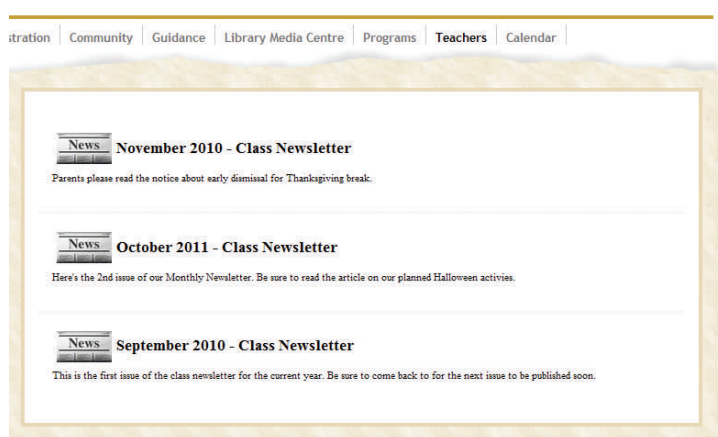 stration Community Guidance Library Media Centre Programs Teachers Calendar
News November 2010 - Class Newsletter
Parents please read the notice about early dismissal for Thanksgiving break.
News October 2011 - Class Newsletter
Here's the 2nd issue of our Monthly Newsletter. Be sure to read the article on our planned Halloween activies.
News September 2010 - Class Newsletter
This is the first issue of the class newsletter for the current year. Be sure to come back to for the next issue to be published soon.